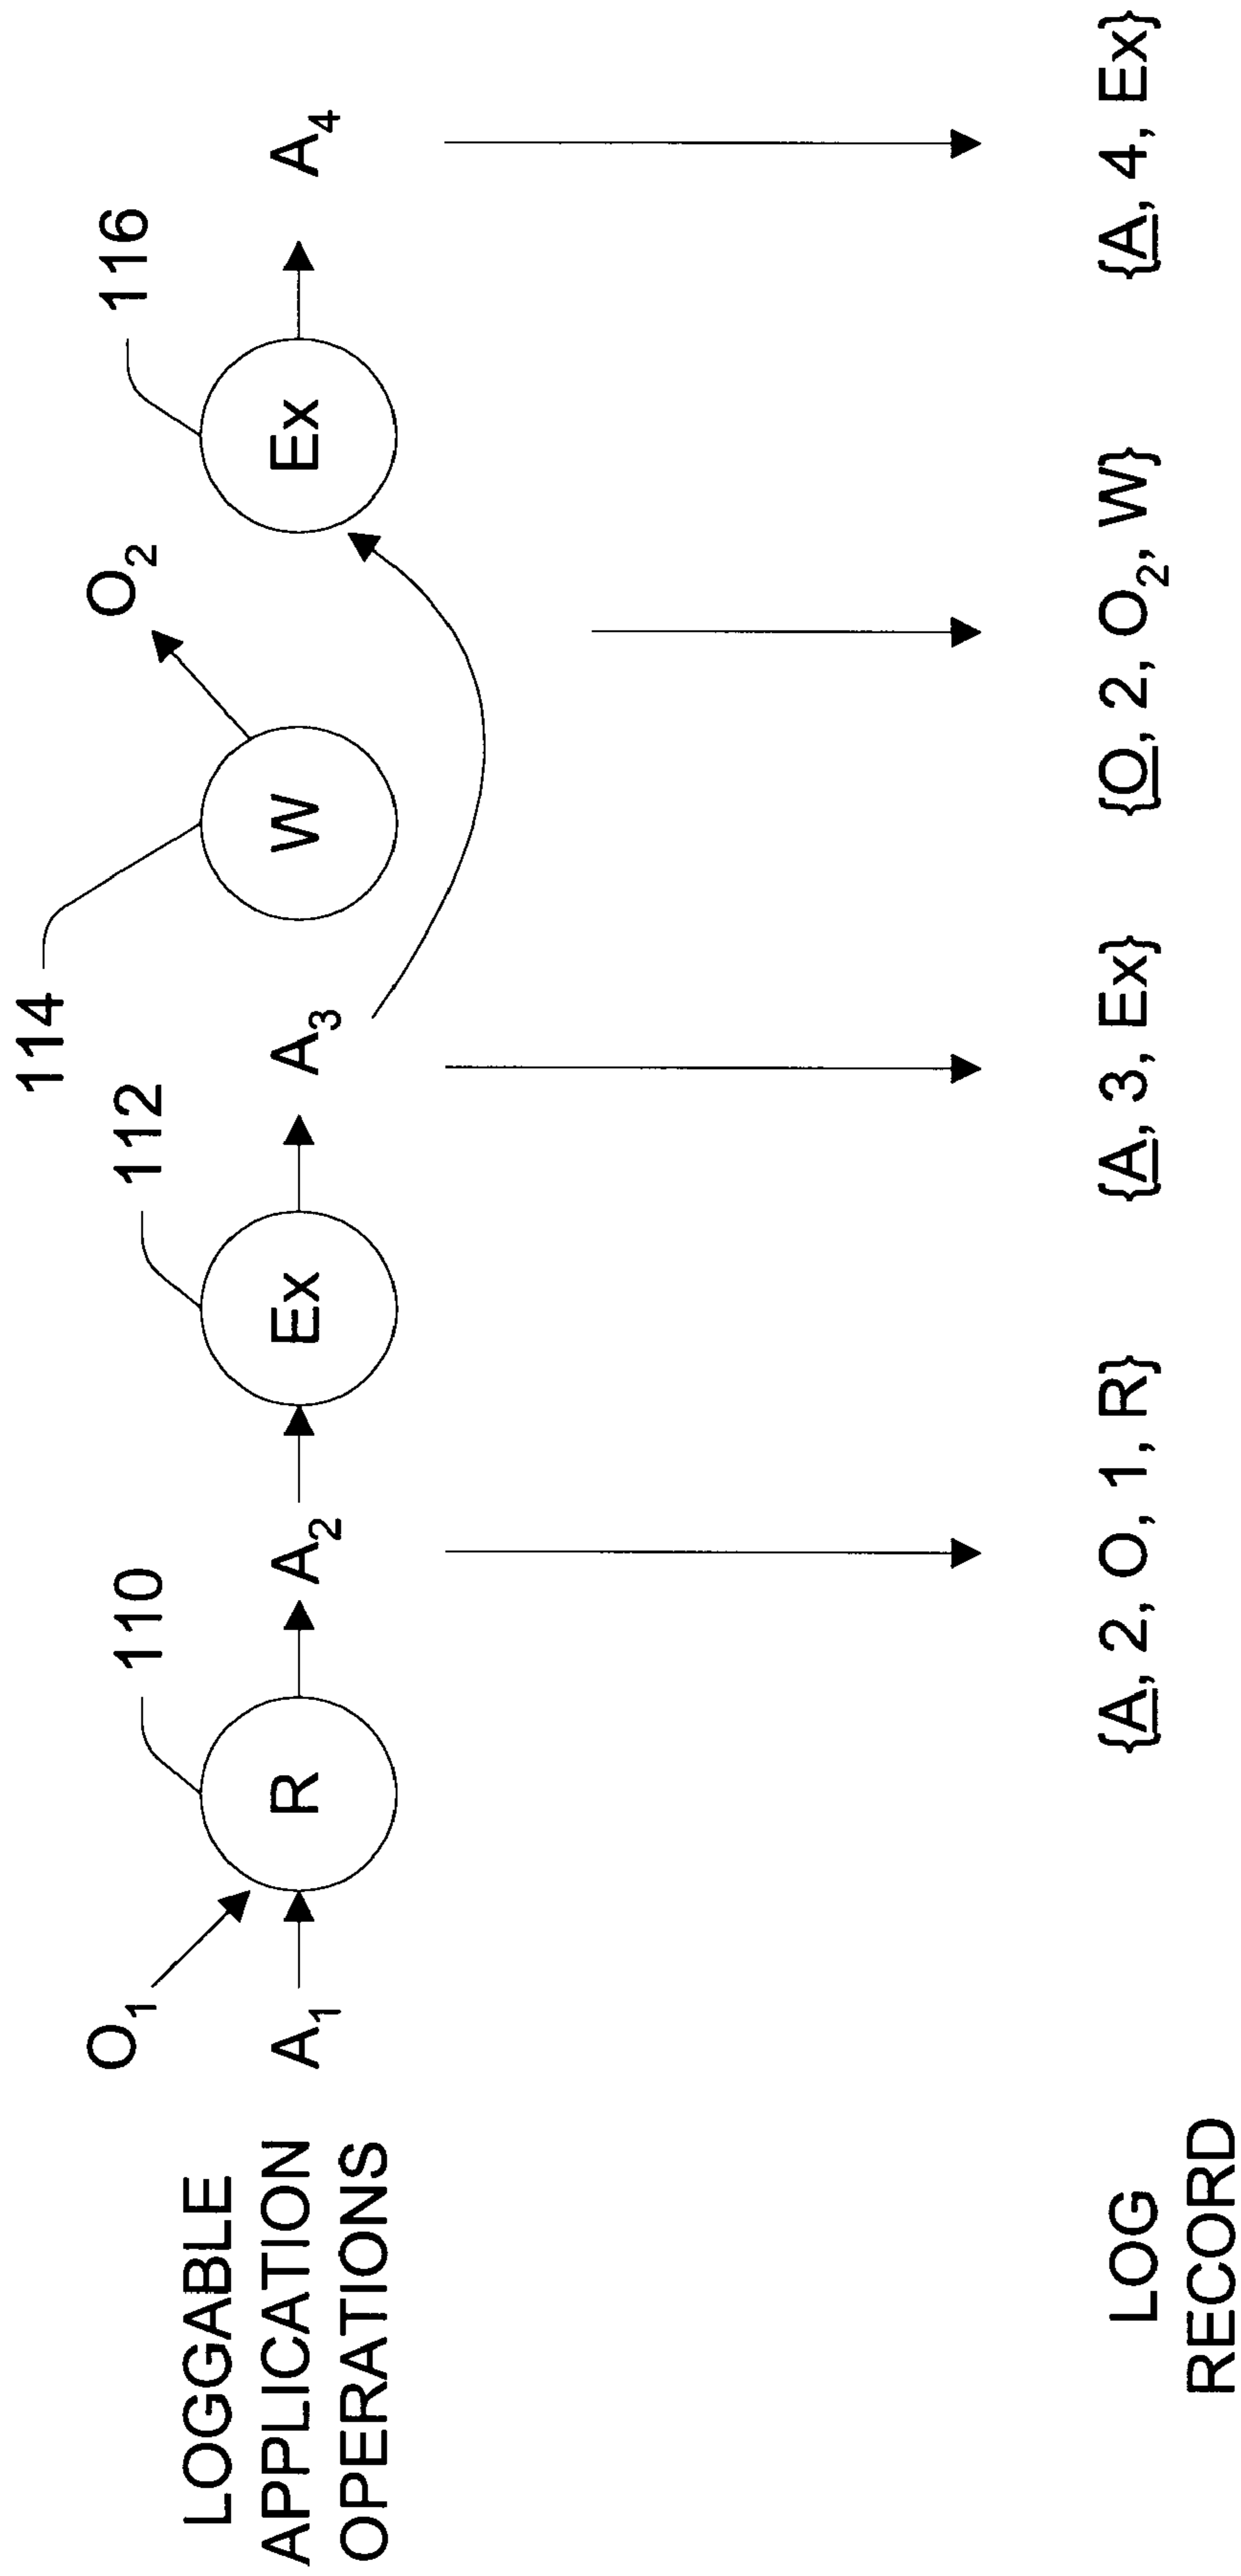 114
O1 110 112 O2 116
LOGGABLE
APPLICATION
OPERATIONS
A1 R A2 Ex A3 W Ex A4
LOG
RECORD
{A, 2, O, 1, R} {A, 3, Ex} {O, 2, O2, W} {A, 4, Ex}